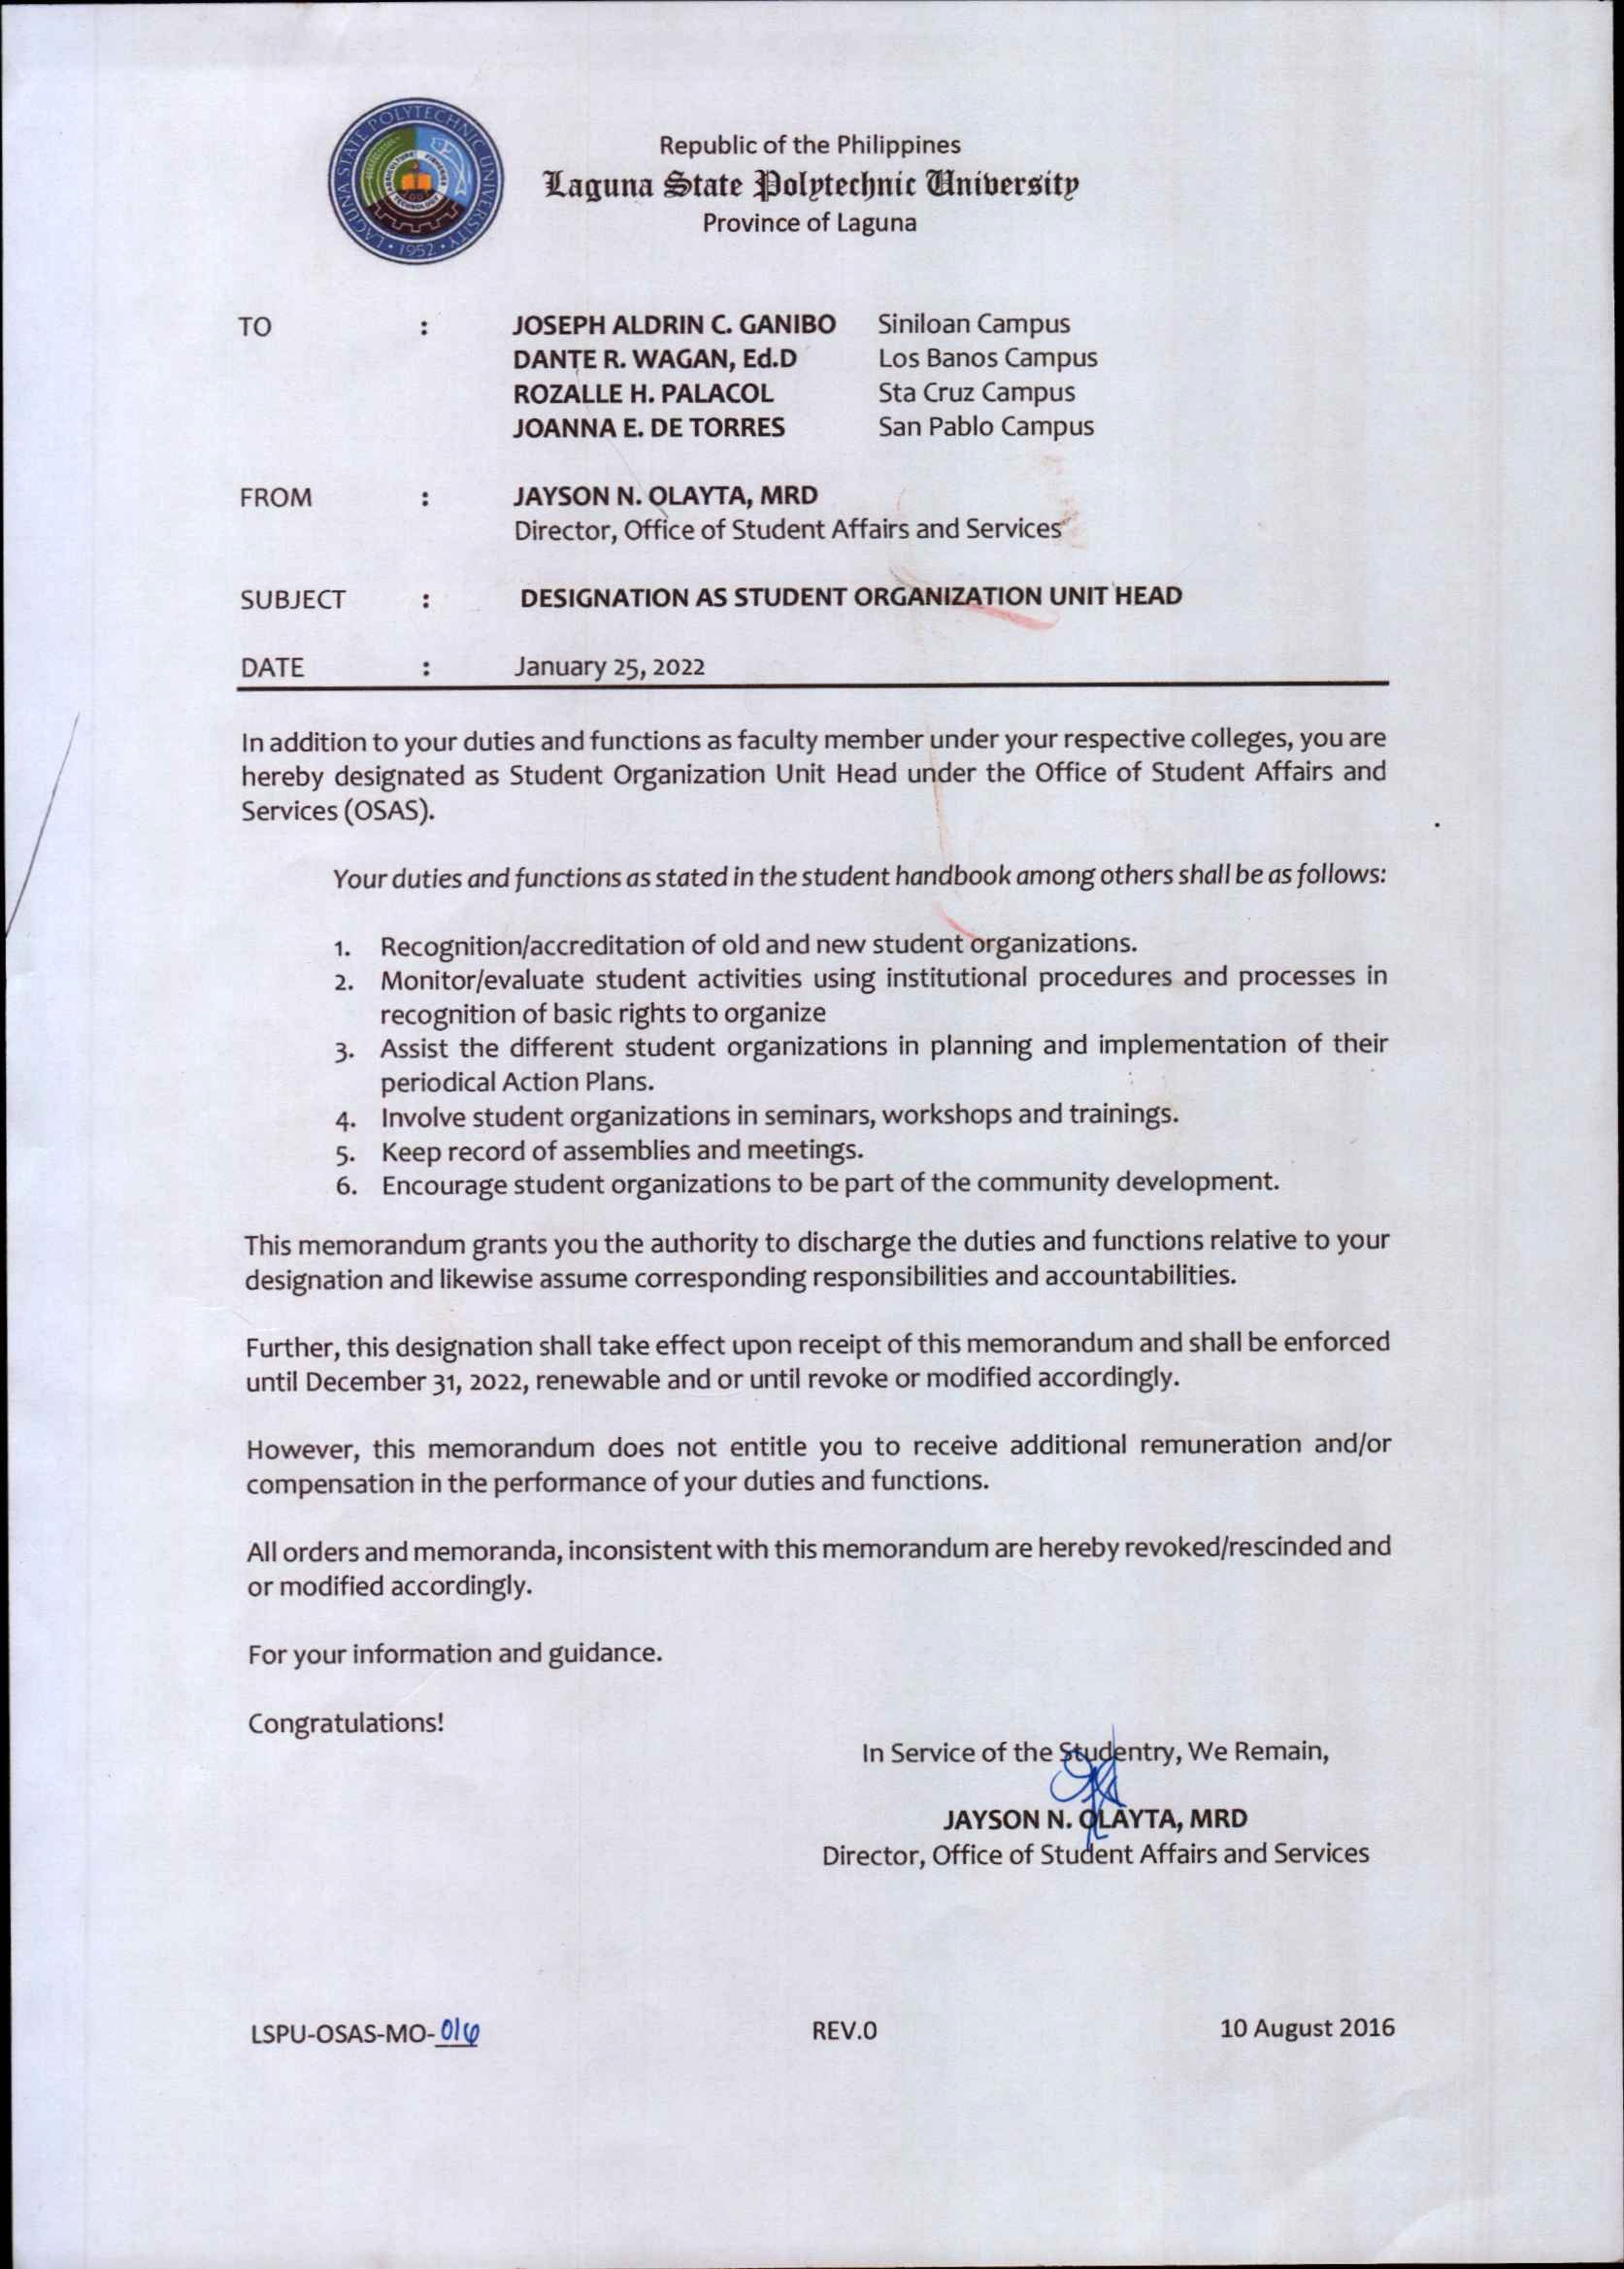 LAGUNA STATE POLYTECHNIC UNIVERSITY
AGRICULTURE FISHERIES
TECHNOLOGY
• 1952 •
Republic of the Philippines
Laguna State Polytechnic University
Province of Laguna
TO : JOSEPH ALDRIN C. GANIBO Siniloan Campus
DANTE R. WAGAN, Ed.D Los Banos Campus
ROZALLE H. PALACOL Sta Cruz Campus
JOANNA E. DE TORRES San Pablo Campus
FROM : JAYSON N. OLAYTA, MRD
Director, Office of Student Affairs and Services
SUBJECT : DESIGNATION AS STUDENT ORGANIZATION UNIT HEAD
DATE : January 25, 2022
In addition to your duties and functions as faculty member under your respective colleges, you are
hereby designated as Student Organization Unit Head under the Office of Student Affairs and
Services (OSAS).
Your duties and functions as stated in the student handbook among others shall be as follows:
1. Recognition/accreditation of old and new student organizations.
2. Monitor/evaluate student activities using institutional procedures and processes in
recognition of basic rights to organize
3. Assist the different student organizations in planning and implementation of their
periodical Action Plans.
4. Involve student organizations in seminars, workshops and trainings.
5. Keep record of assemblies and meetings.
6. Encourage student organizations to be part of the community development.
This memorandum grants you the authority to discharge the duties and functions relative to your
designation and likewise assume corresponding responsibilities and accountabilities.
Further, this designation shall take effect upon receipt of this memorandum and shall be enforced
until December 31, 2022, renewable and or until revoke or modified accordingly.
However, this memorandum does not entitle you to receive additional remuneration and/or
compensation in the performance of your duties and functions.
All orders and memoranda, inconsistent with this memorandum are hereby revoked/rescinded and
or modified accordingly.
For your information and guidance.
Congratulations!
In Service of the Studentry, We Remain,
JAYSON N. OLAYTA, MRD
Director, Office of Student Affairs and Services
LSPU-OSAS-MO-016 REV.0 10 August 2016